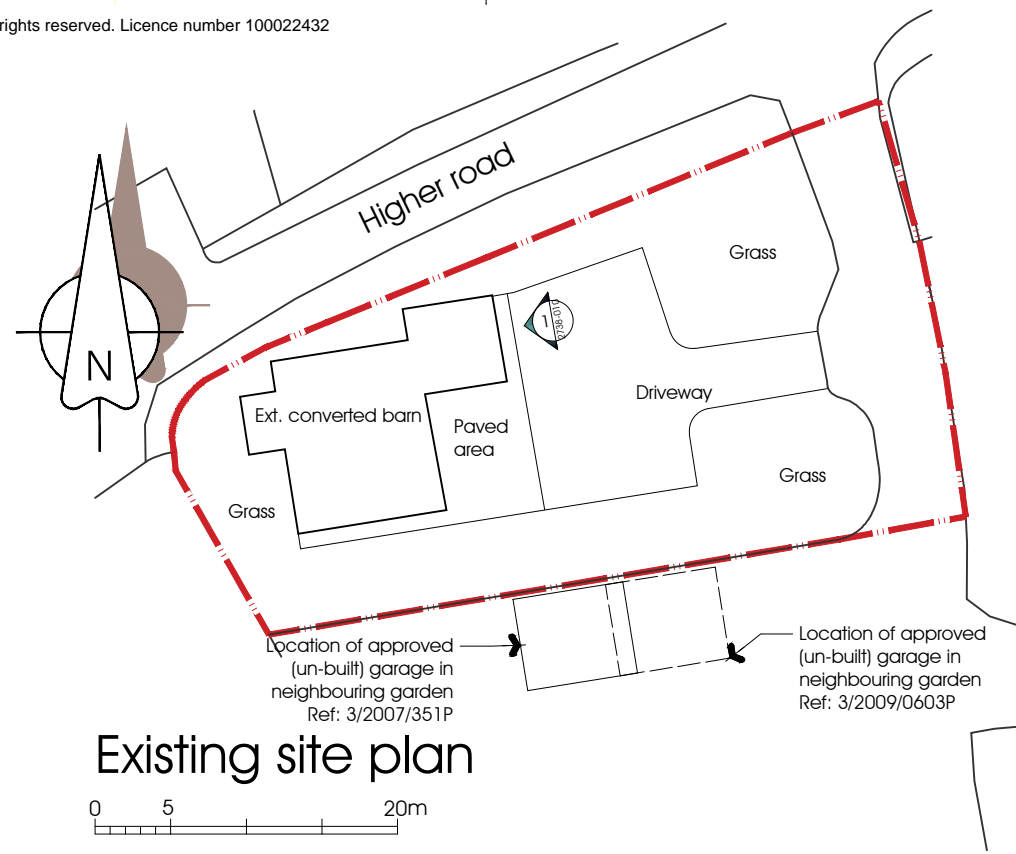 rights reserved. Licence number 100022432
Higher road
N
Grass
1
2738-01C
Ext. converted barn
Paved
area
Driveway
Grass
Grass
Location of approved
(un-built) garage in
neighbouring garden
Ref: 3/2007/351P
Location of approved
(un-built) garage in
neighbouring garden
Ref: 3/2009/0603P
Existing site plan
0 5 20m